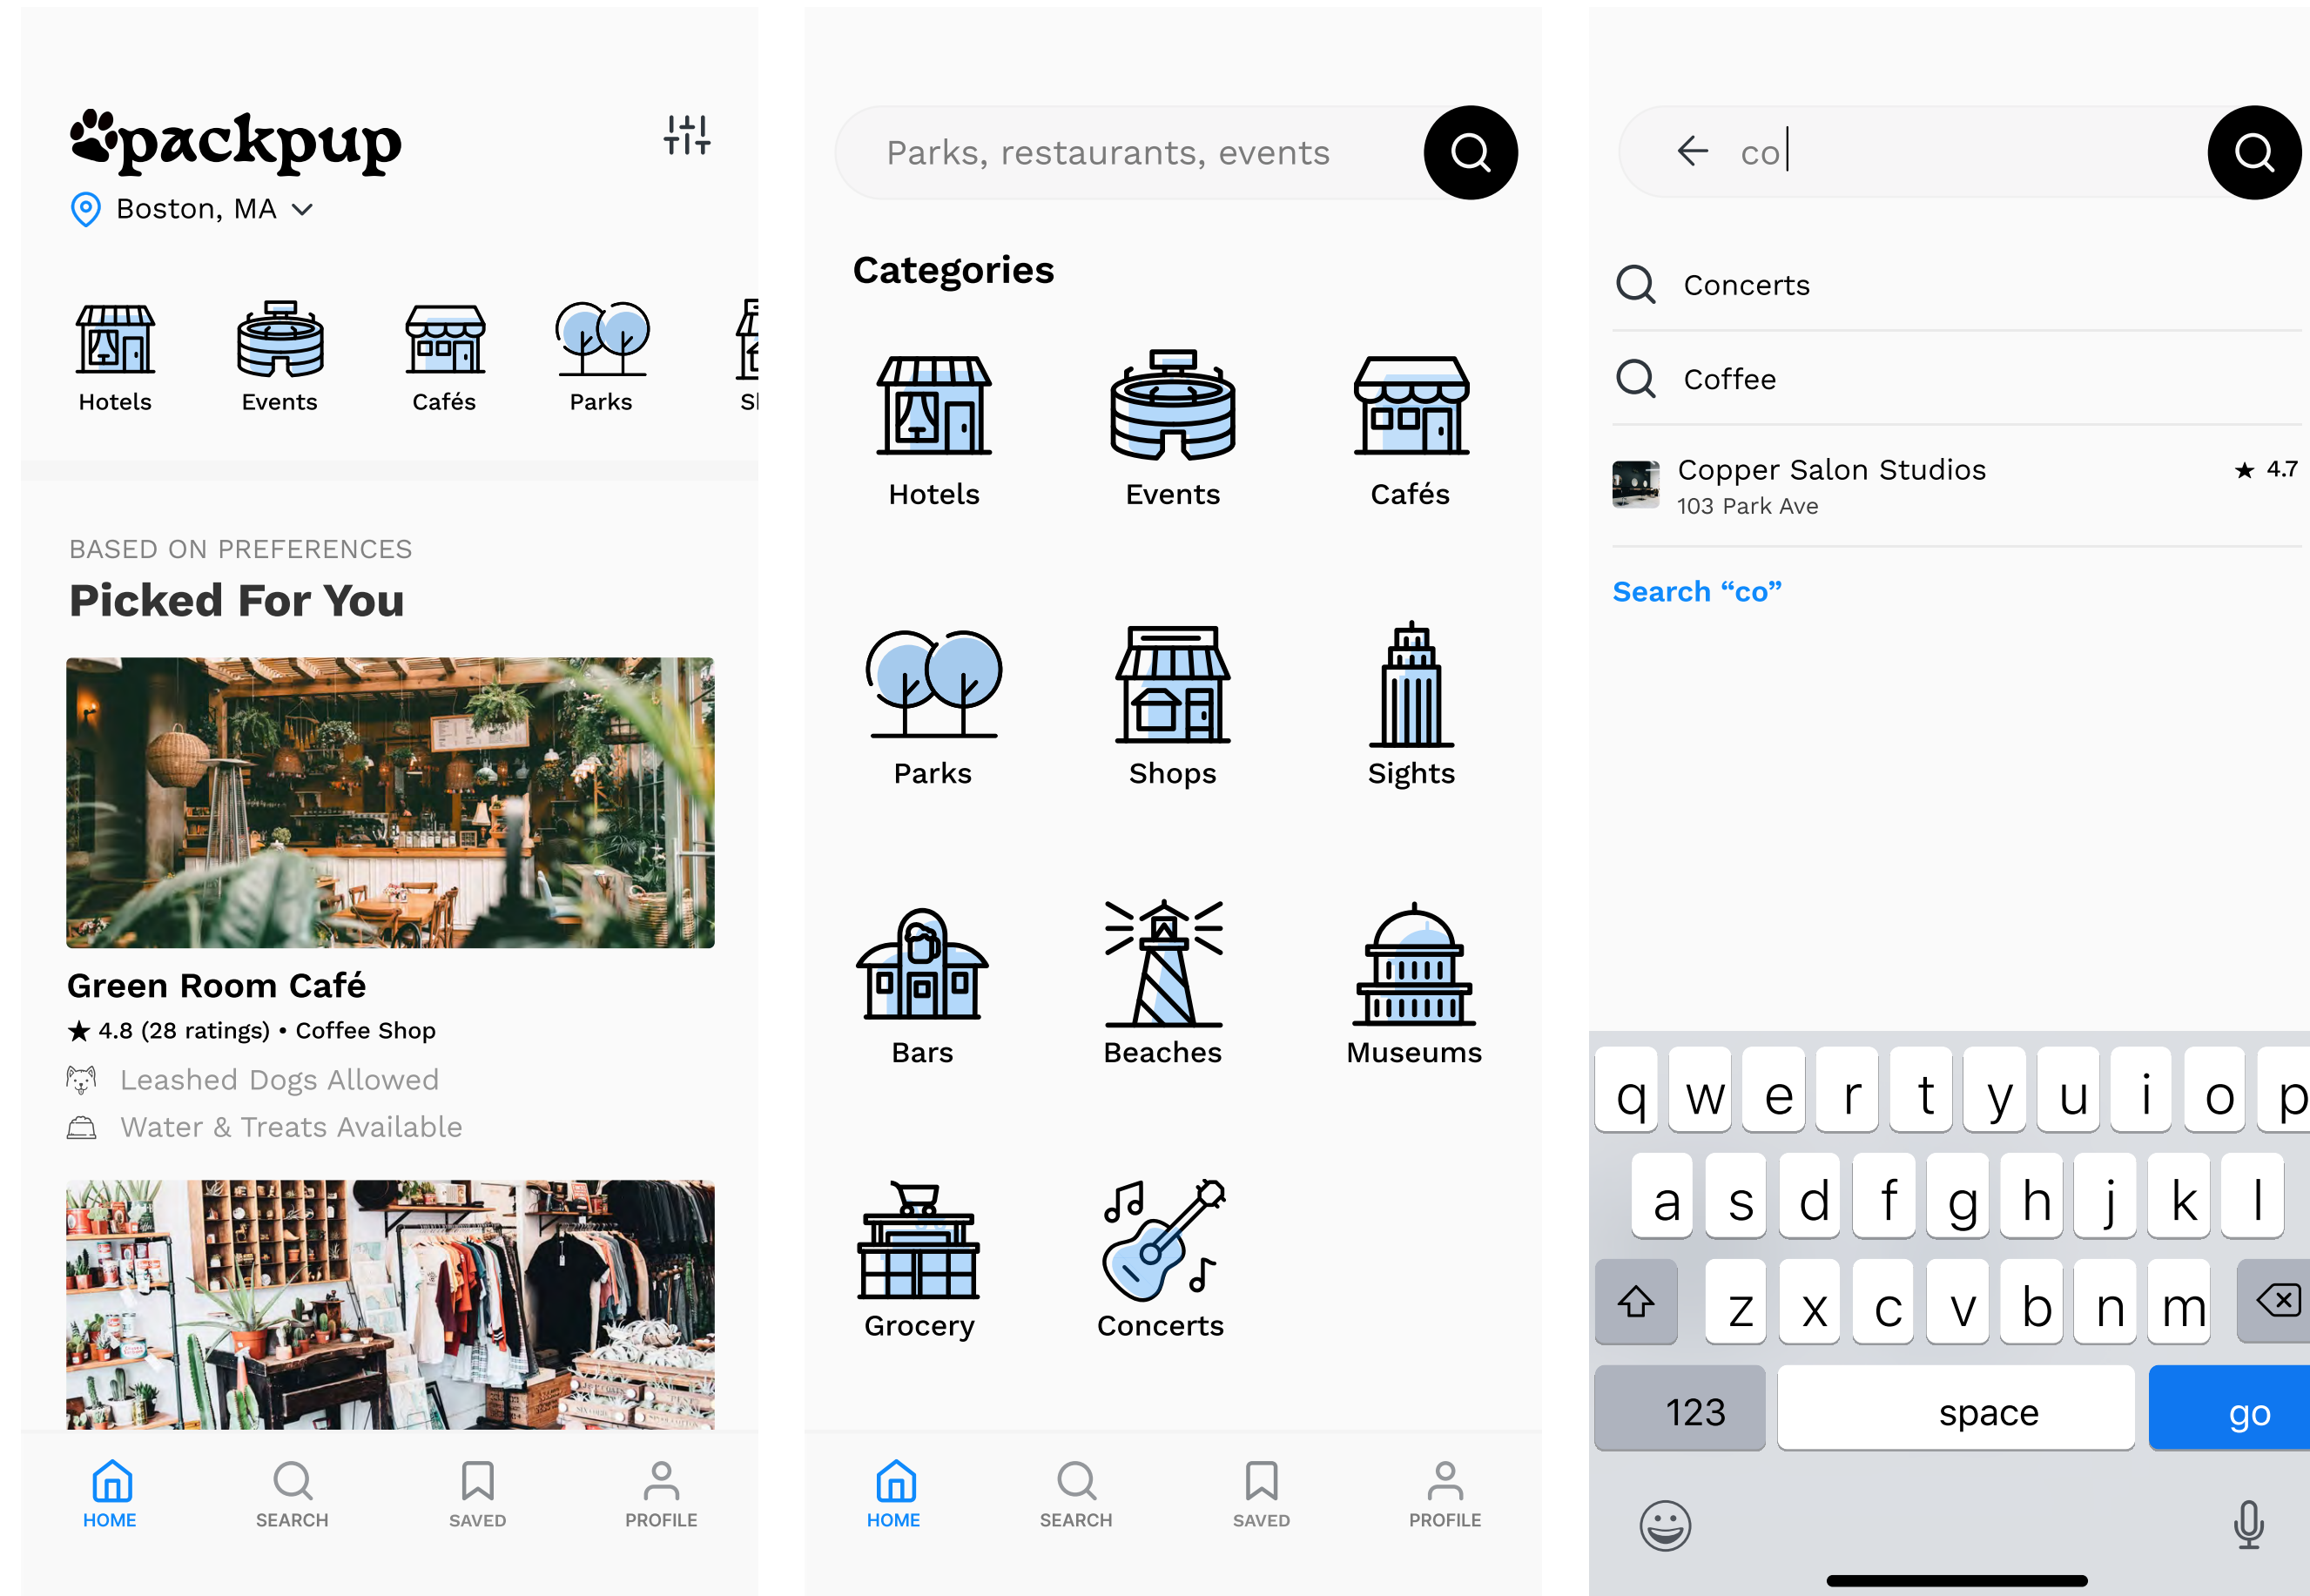 packpup
Boston, MA
Hotels Events Cafés Parks
BASED ON PREFERENCES
Picked For You
Green Room Café
★ 4.8 (28 ratings) • Coffee Shop
Leashed Dogs Allowed
Water & Treats Available
HOME SEARCH SAVED PROFILE
Parks, restaurants, events
Categories
Hotels Events Cafés
Parks Shops Sights
Bars Beaches Museums
Grocery Concerts
HOME SEARCH SAVED PROFILE
co
Concerts
Coffee
Copper Salon Studios ★ 4.7
103 Park Ave
Search “co”
q w e r t y u i o p
a s d f g h j k l
z x c v b n m
123 space go